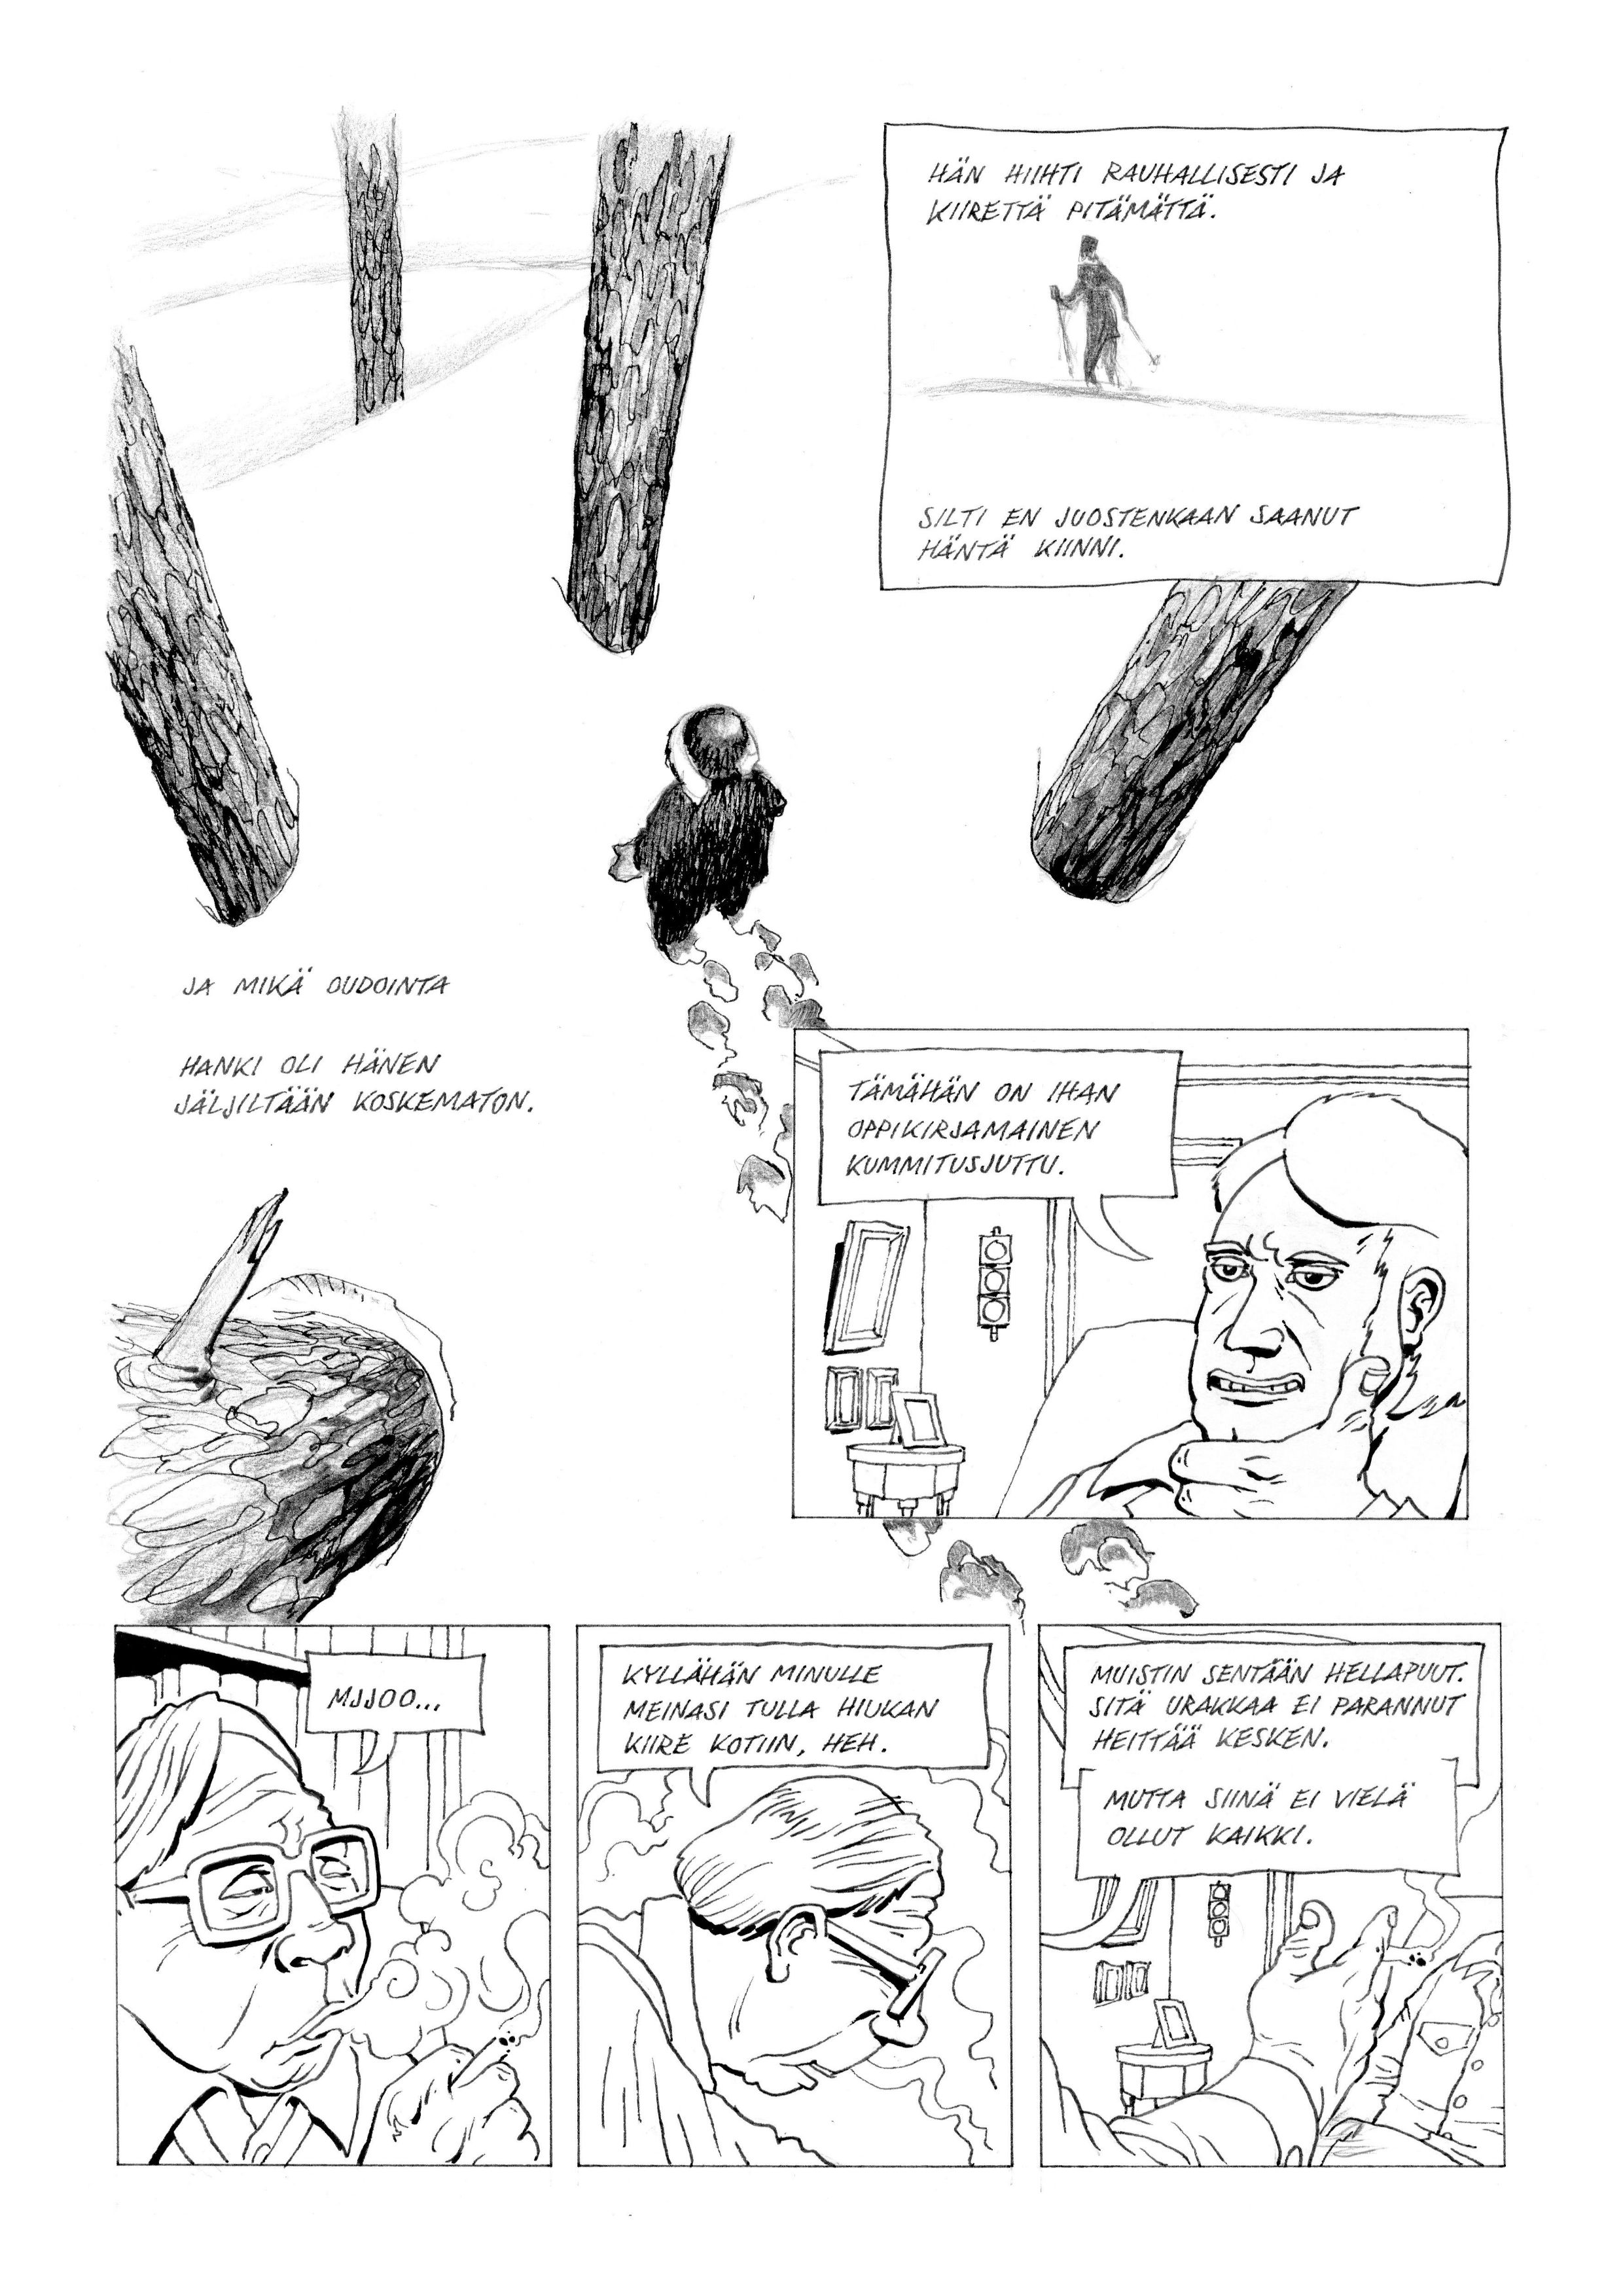 HÄN HIIHTI RAUHALLISESTI JA
KIIRETTÄ PITÄMÄTTÄ.
SILTI EN JUOSTENKAAN SAANUT
HÄNTÄ KIINNI.
JA MIKÄ OUDOINTA
HANKI OLI HÄNEN
JÄLJILTÄÄN KOSKEMATON.
TÄMÄHÄN ON IHAN
OPPIKIRJAMAINEN
KUMMITUSJUTTU.
MJJOO...
KYLLÄHÄN MINULLE
MEINASI TULLA HIUKAN
KIIRE KOTIIN, HEH.
MUISTIN SENTÄÄN HELLAPUUT.
SITÄ URAKKAA EI PARANNUT
HEITTÄÄ KESKEN.
MUTTA SIINÄ EI VIELÄ
OLLUT KAIKKI.